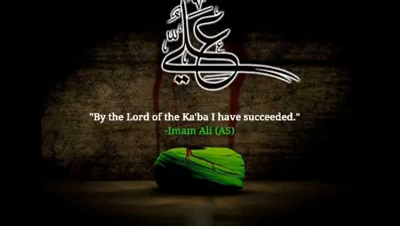 علي
"By the Lord of the Ka'ba I have succeeded."
-Imam Ali (AS)